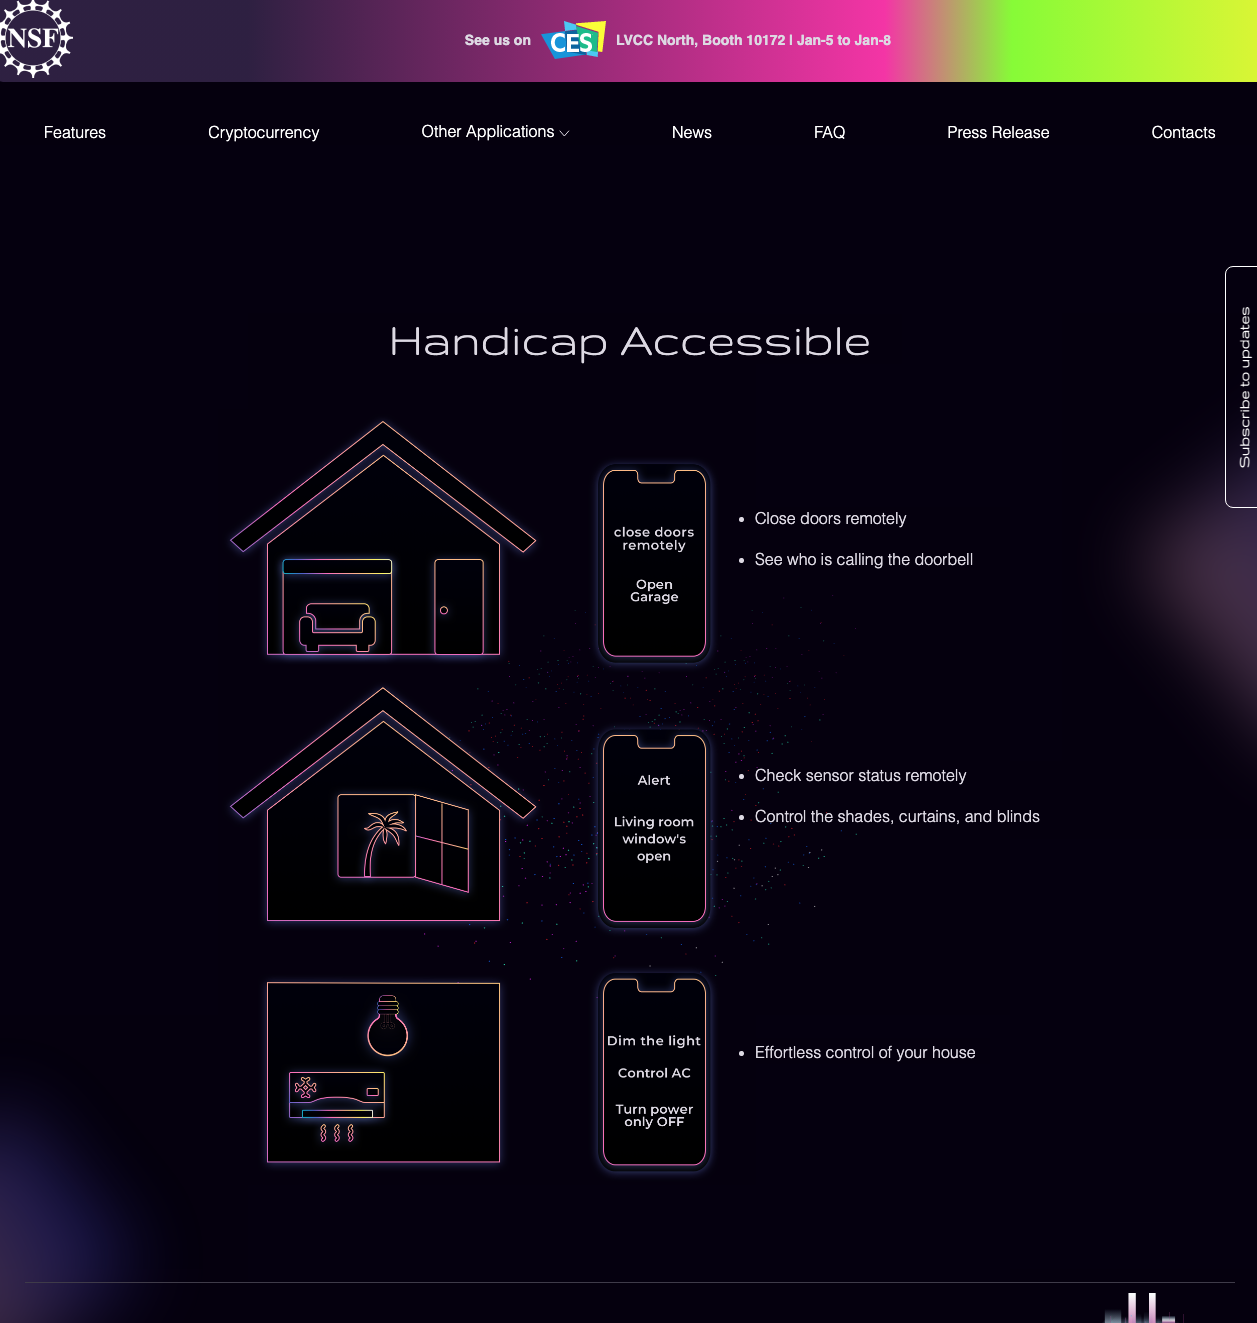 NSF
See us on CES LVCC North, Booth 10172 | Jan-5 to Jan-8
Features Cryptocurrency Other Applications News FAQ Press Release Contacts
Subscribe to updates
Handicap Accessible
close doors
remotely
Open
Garage
• Close doors remotely
• See who is calling the doorbell
Alert
Living room
window's
open
• Check sensor status remotely
• Control the shades, curtains, and blinds
Dim the light
Control AC
Turn power
only OFF
• Effortless control of your house